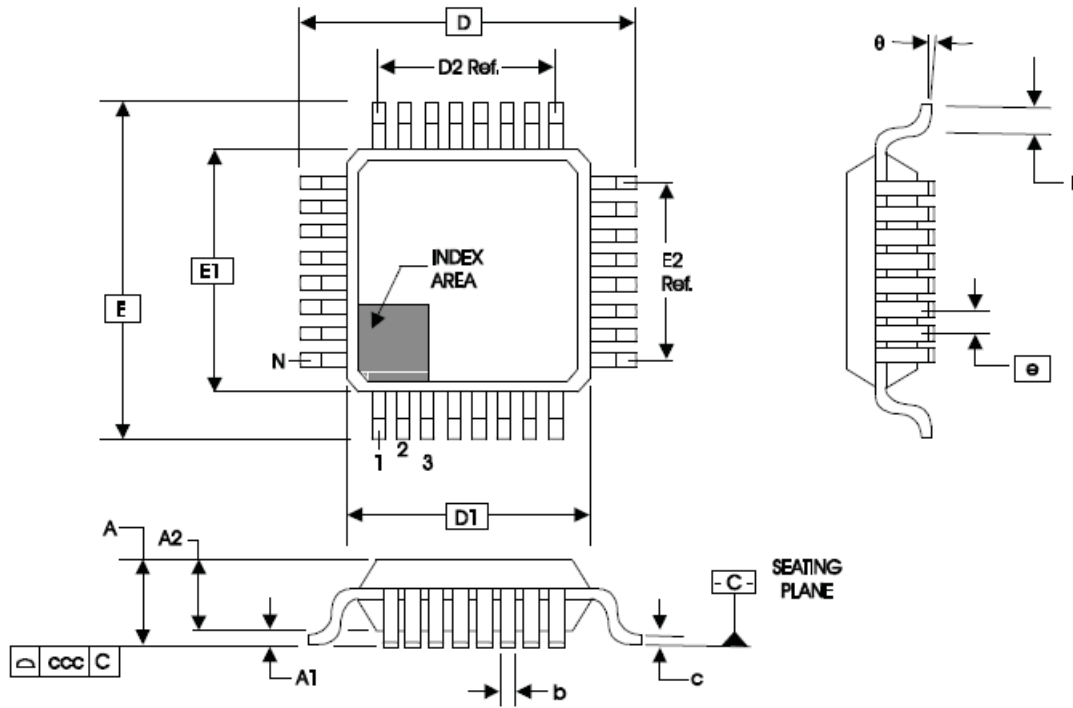 D
θ
D2 Ref.
E
E1
INDEX
AREA
E2
Ref.
N
e
1
2
3
D1
A
A2
- C -
SEATING
PLANE
ccc C
A1
b
c